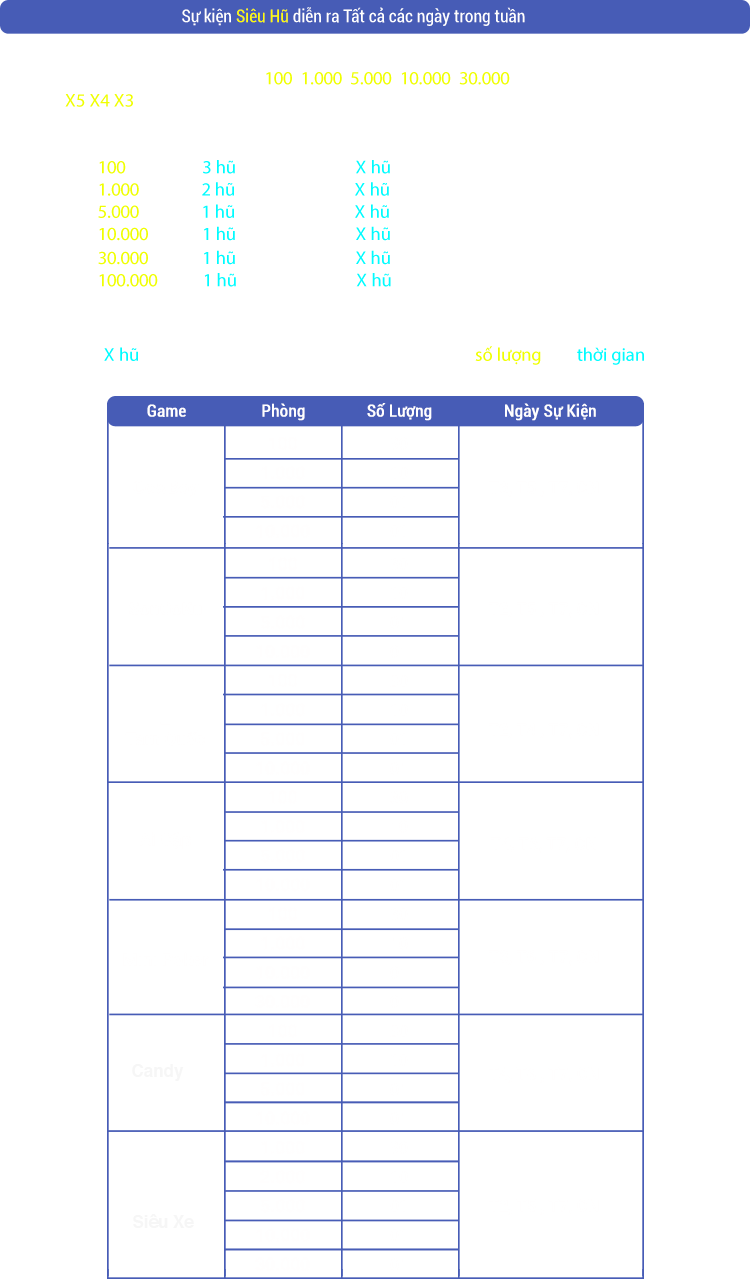 Sự kiện Siêu Hũ diễn ra Tất cả các ngày trong tuần
100 1.000 5.000 10.000 30.000
X5 X4 X3
100 3 hũ X hũ
1.000 2 hũ X hũ
5.000 1 hũ X hũ
10.000 1 hũ X hũ
30.000 1 hũ X hũ
100.000 1 hũ X hũ
X hũ số lượng thời gian
Game Phòng Số Lượng Ngày Sự Kiện
Candy
Siêu Xe